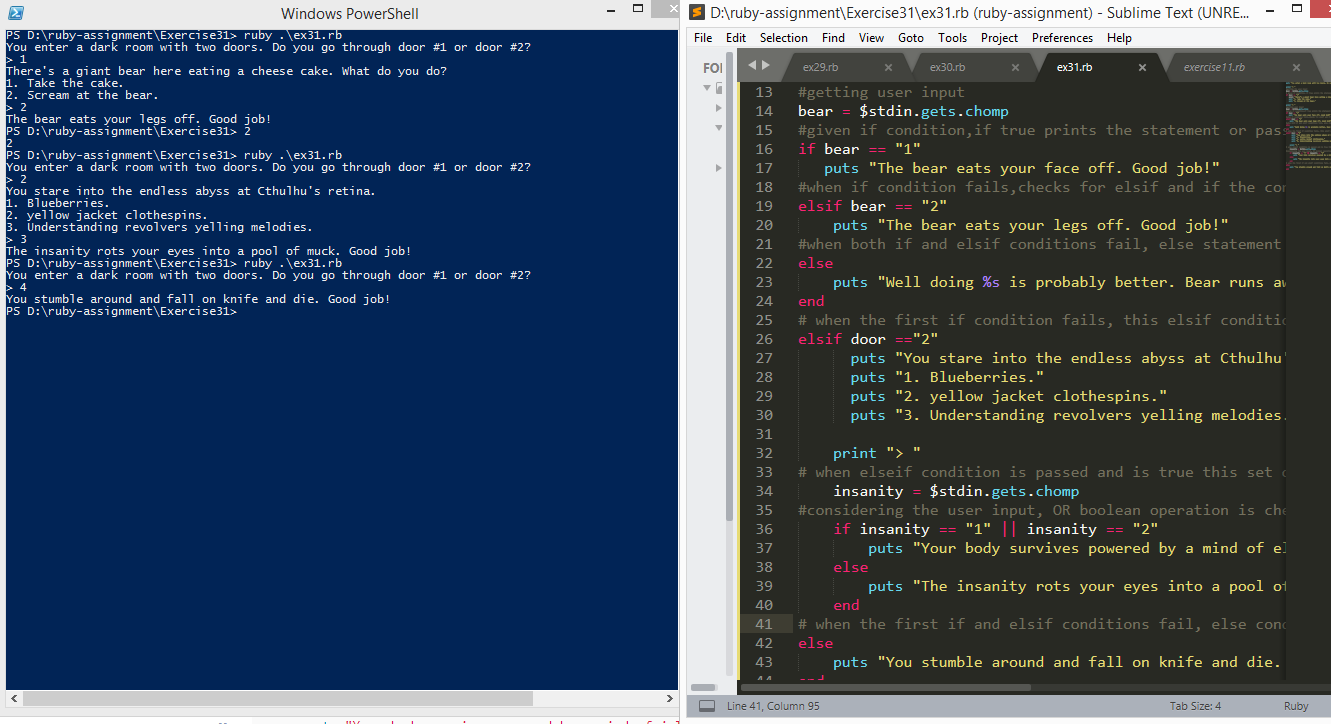 Windows PowerShell
PS D:\ruby-assignment\Exercise31> ruby .\ex31.rb
You enter a dark room with two doors. Do you go through door #1 or door #2?
> 1
There's a giant bear here eating a cheese cake. What do you do?
1. Take the cake.
2. Scream at the bear.
> 2
The bear eats your legs off. Good job!
PS D:\ruby-assignment\Exercise31> 2
2
PS D:\ruby-assignment\Exercise31> ruby .\ex31.rb
You enter a dark room with two doors. Do you go through door #1 or door #2?
> 2
You stare into the endless abyss at Cthulhu's retina.
1. Blueberries.
2. yellow jacket clothespins.
3. Understanding revolvers yelling melodies.
> 3
The insanity rots your eyes into a pool of muck. Good job!
PS D:\ruby-assignment\Exercise31> ruby .\ex31.rb
You enter a dark room with two doors. Do you go through door #1 or door #2?
> 4
You stumble around and fall on knife and die. Good job!
PS D:\ruby-assignment\Exercise31>
D:\ruby-assignment\Exercise31\ex31.rb (ruby-assignment) - Sublime Text (UNRE...
File Edit Selection Find View Goto Tools Project Preferences Help
FOI
ex29.rb ex30.rb ex31.rb exercise11.rb
13 #getting user input
14 bear = $stdin.gets.chomp
15 #given if condition,if true prints the statement or pas
16 if bear == "1"
17 puts "The bear eats your face off. Good job!"
18 #when if condition fails,checks for elsif and if the co
19 elsif bear == "2"
20 puts "The bear eats your legs off. Good job!"
21 #when both if and elsif conditions fail, else statement
22 else
23 puts "Well doing %s is probably better. Bear runs a
24 end
25 # when the first if condition fails, this elsif conditi
26 elsif door =="2"
27 puts "You stare into the endless abyss at Cthulhu'
28 puts "1. Blueberries."
29 puts "2. yellow jacket clothespins."
30 puts "3. Understanding revolvers yelling melodies.
31
32 print "> "
33 # when elseif condition is passed and is true this set
34 insanity = $stdin.gets.chomp
35 #considering the user input, OR boolean operation is che
36 if insanity == "1" || insanity == "2"
37 puts "Your body survives powered by a mind of el
38 else
39 puts "The insanity rots your eyes into a pool of
40 end
41 # when the first if and elsif conditions fail, else con
42 else
43 puts "You stumble around and fall on knife and die.
44 end
Line 41, Column 95
Tab Size: 4
Ruby